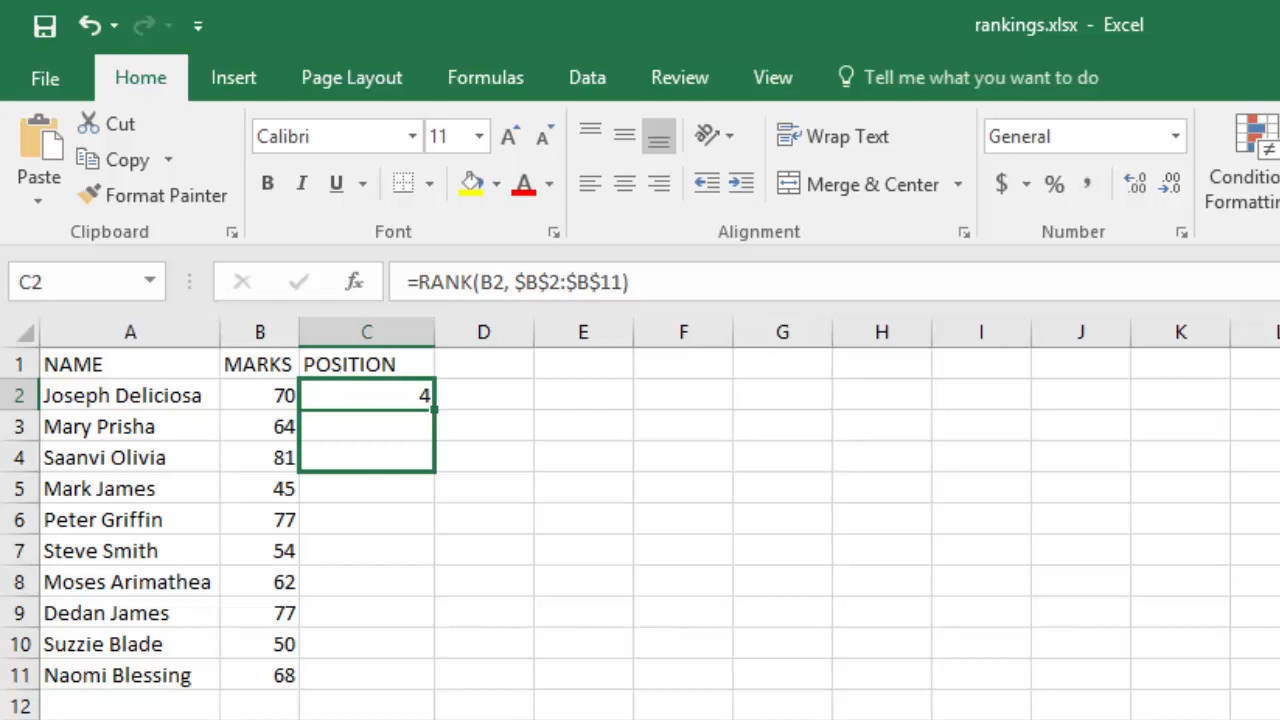 rankings.xlsx - Excel
File Home Insert Page Layout Formulas Data Review View Tell me what you want to do
Paste
Cut
Copy
Format Painter
Clipboard
Calibri 11
B I U
Font
Wrap Text
Merge & Center
Alignment
General
$ % ,
Number
Formatting
C2 fx =RANK(B2, $B$2:$B$11)
A B C D E F G H I J K L
1 NAME MARKS POSITION
2 Joseph Deliciosa 70 4
3 Mary Prisha 64
4 Saanvi Olivia 81
5 Mark James 45
6 Peter Griffin 77
7 Steve Smith 54
8 Moses Arimathea 62
9 Dedan James 77
10 Suzzie Blade 50
11 Naomi Blessing 68
12